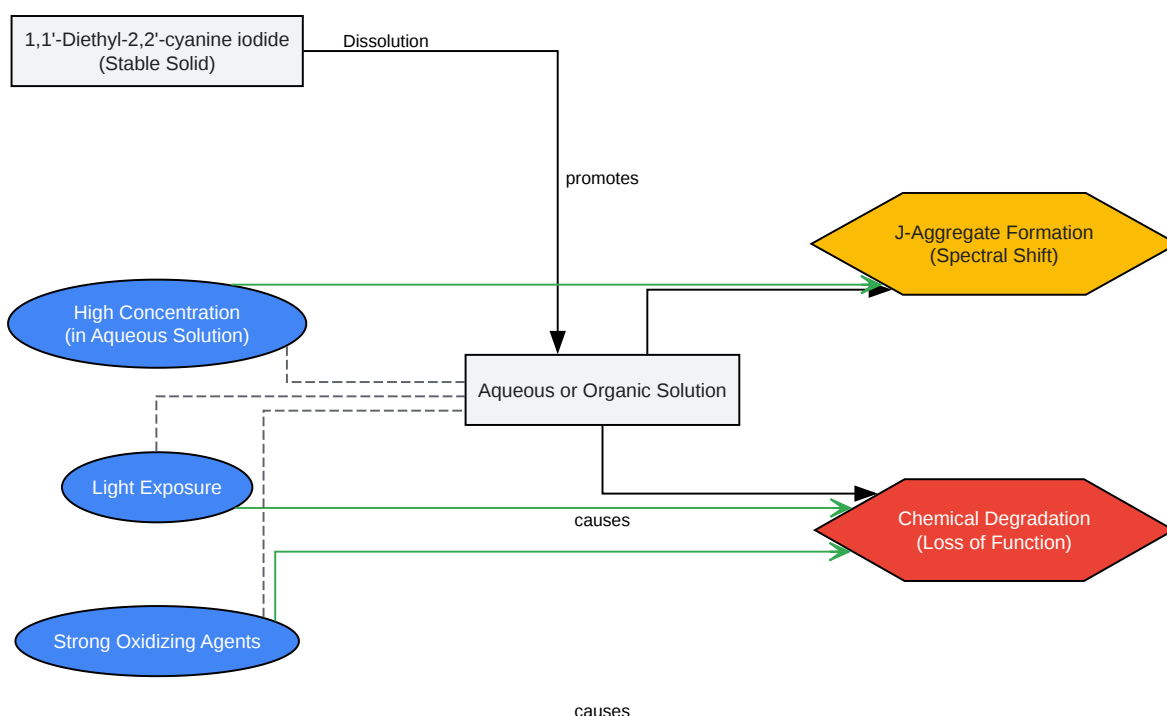 1,1'-Diethyl-2,2'-cyanine iodide
(Stable Solid)
Dissolution
promotes
J-Aggregate Formation
(Spectral Shift)
High Concentration
(in Aqueous Solution)
Aqueous or Organic Solution
Light Exposure
causes
Chemical Degradation
(Loss of Function)
Strong Oxidizing Agents
causes